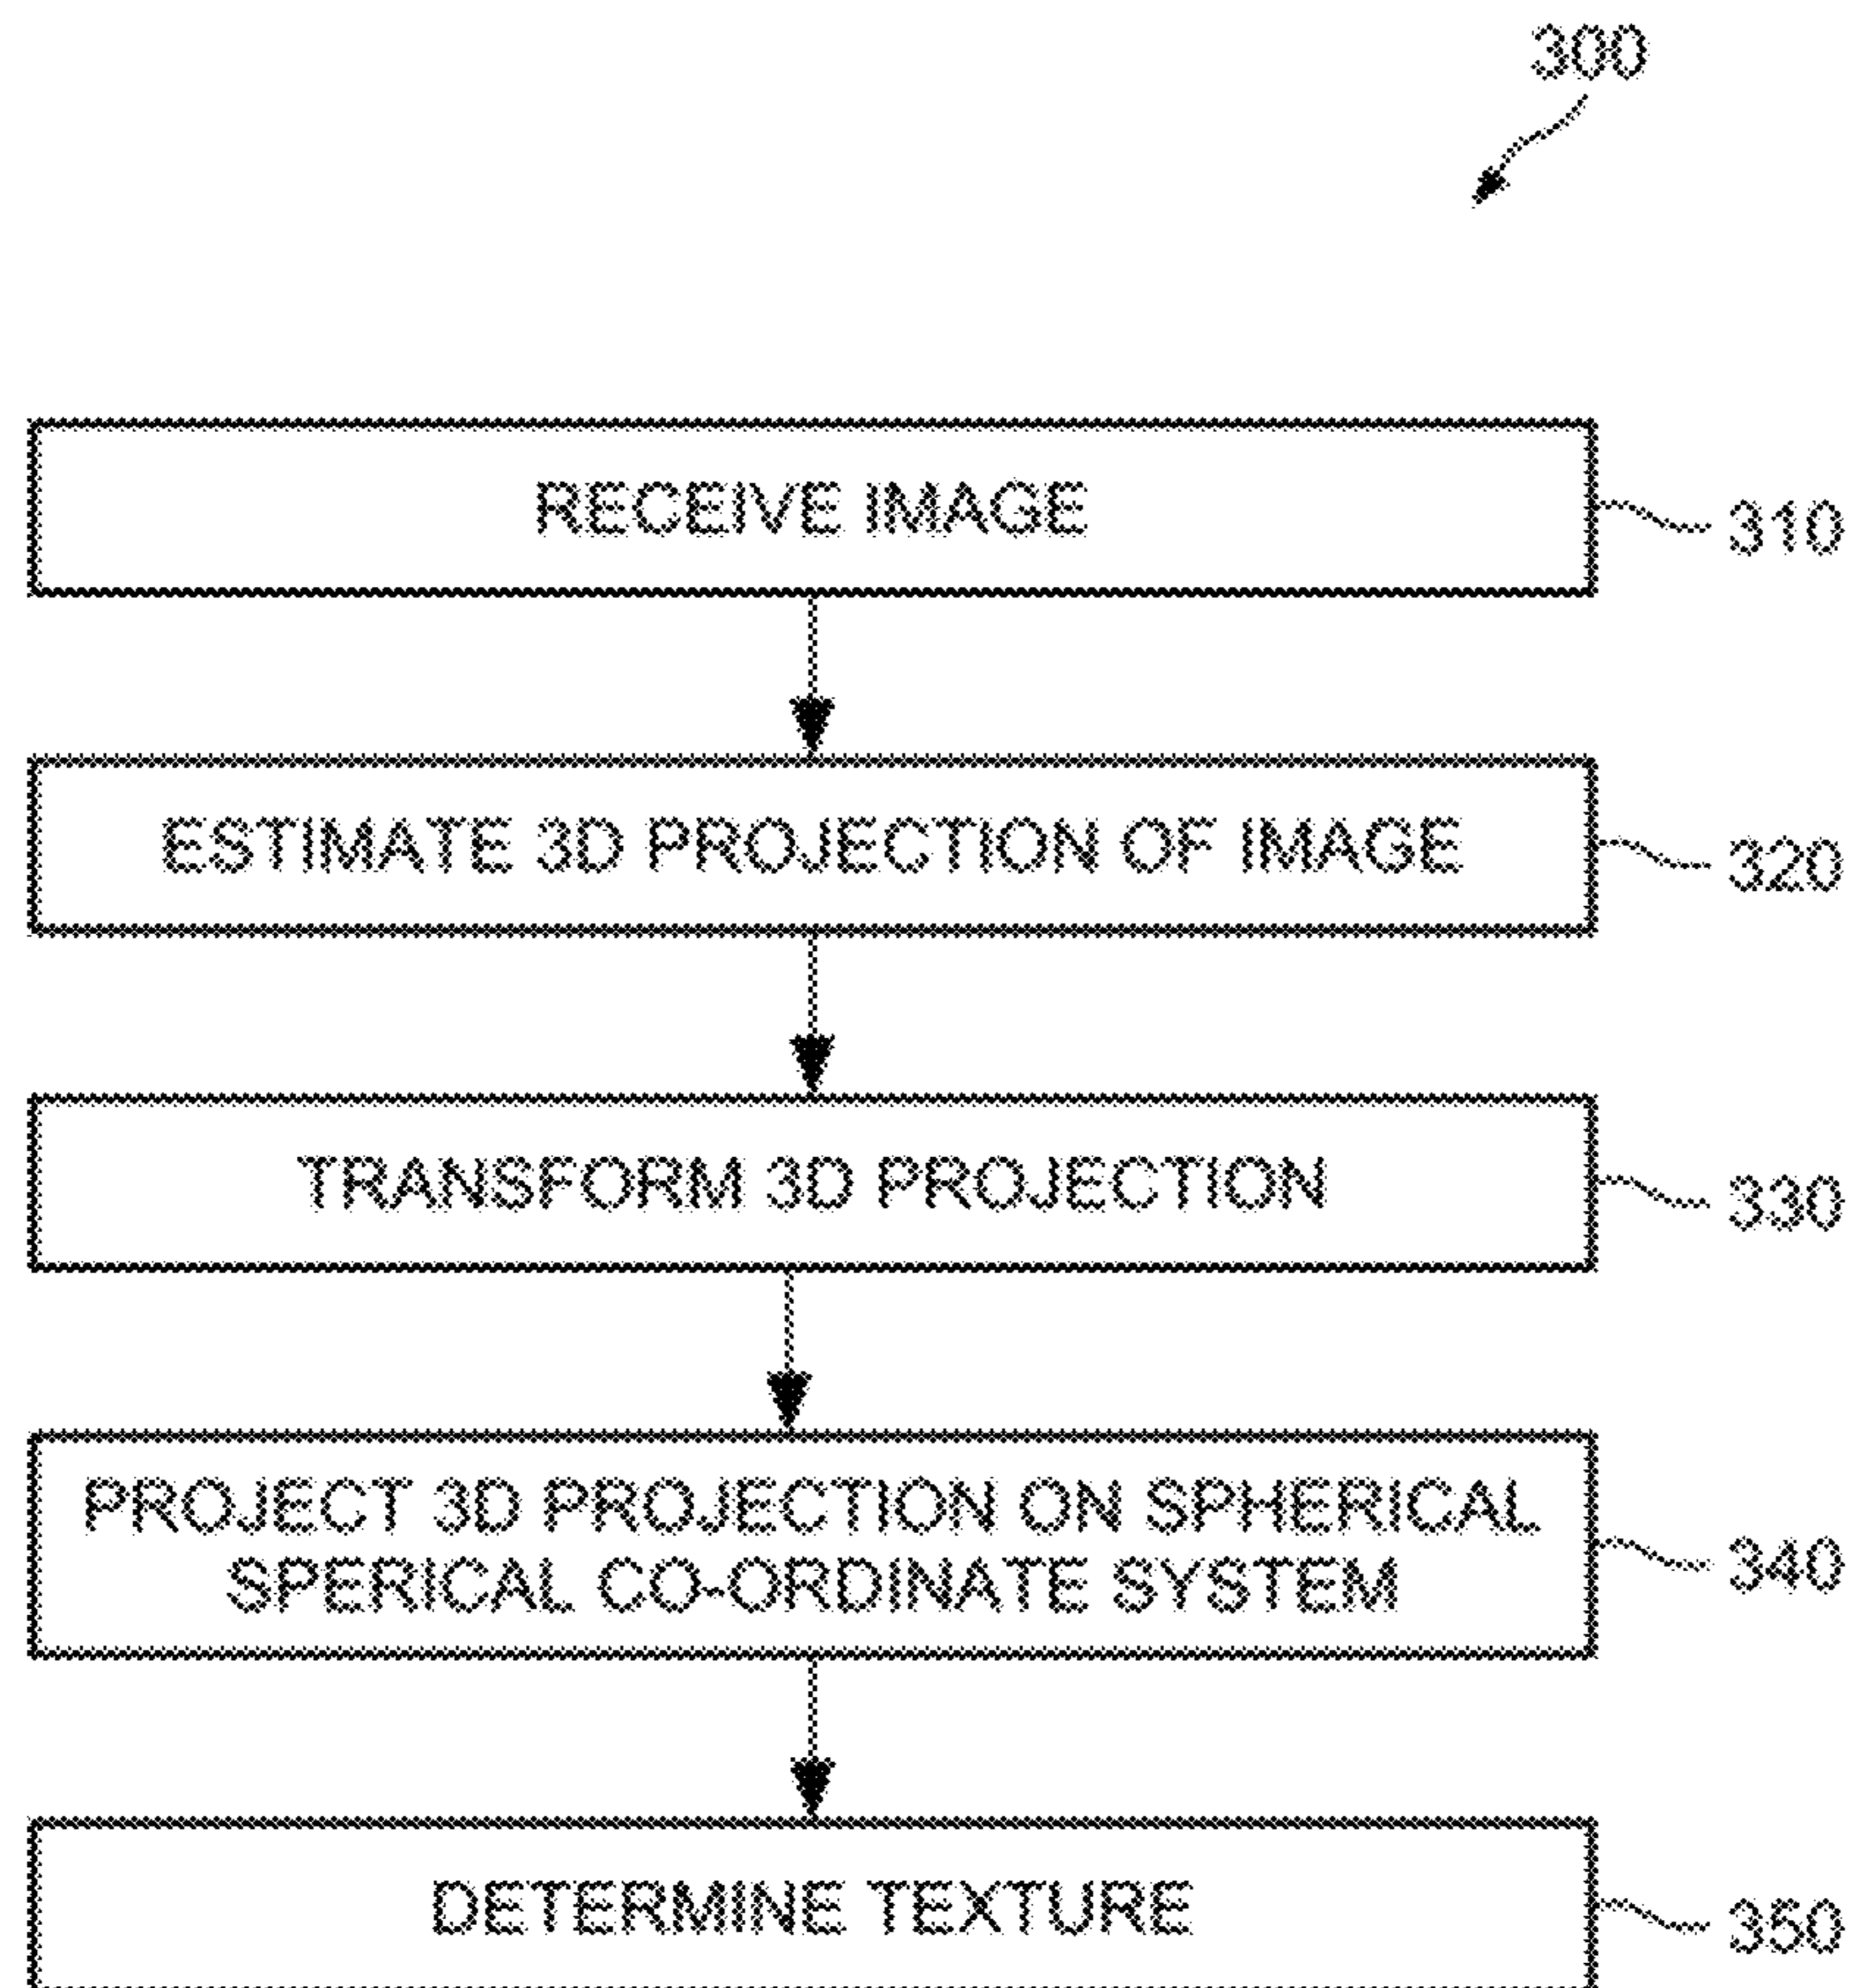 300
RECEIVE IMAGE
310
ESTIMATE 3D PROJECTION OF IMAGE
320
TRANSFORM 3D PROJECTION
330
PROJECT 3D PROJECTION ON SPHERICAL
SPERICAL CO-ORDINATE SYSTEM
340
DETERMINE TEXTURE
350